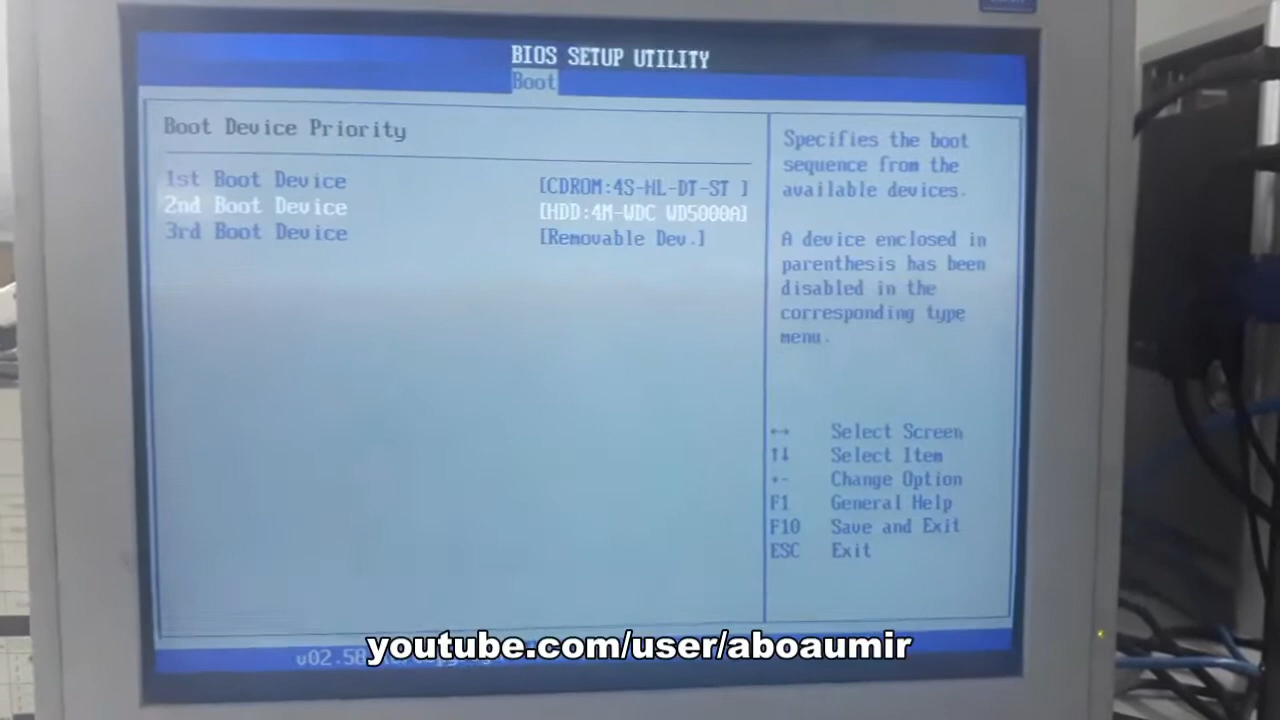 BIOS SETUP UTILITY
Boot
Boot Device Priority
1st Boot Device [CDROM:4S-HL-DT-ST ]
2nd Boot Device [HDD:4M-WDC WD5000A]
3rd Boot Device [Removable Dev.]
Specifies the boot
sequence from the
available devices.
A device enclosed in
parenthesis has been
disabled in the
corresponding type
menu.
↔ Select Screen
↑↓ Select Item
+- Change Option
F1 General Help
F10 Save and Exit
ESC Exit
v02.58
youtube.com/user/aboaumir